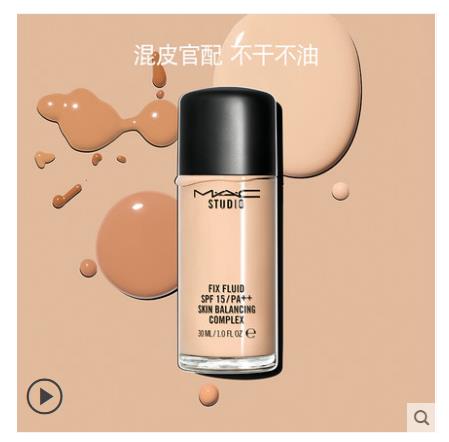 混皮官配 不干不油
MAC
STUDIO
FIX FLUID
SPF 15/PA++
SKIN BALANCING
COMPLEX
30 ML/1.0 FL OZ ℮